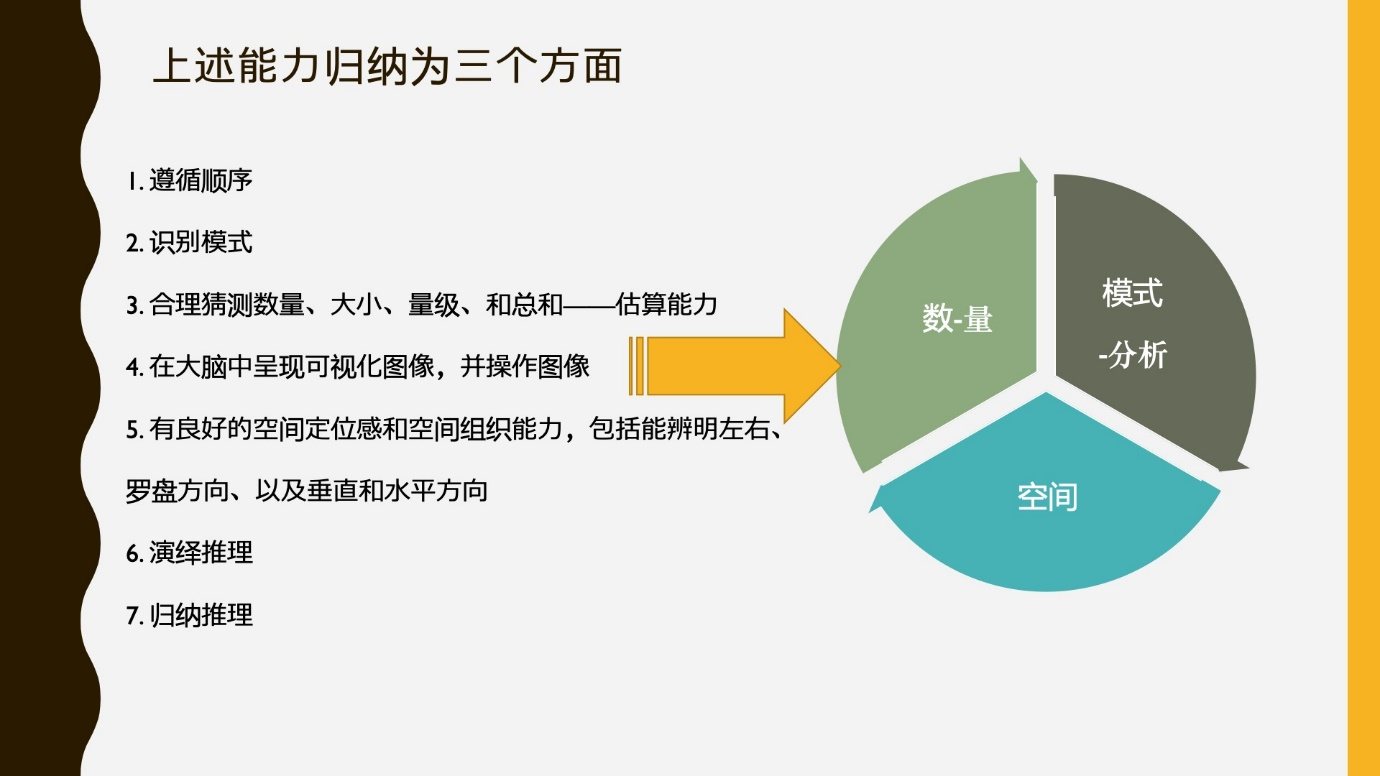 上述能力归纳为三个方面
1. 遵循顺序
2. 识别模式
3. 合理猜测数量、大小、量级、和总和——估算能力
4. 在大脑中呈现可视化图像，并操作图像
5. 有良好的空间定位感和空间组织能力，包括能辨明左右、
罗盘方向、以及垂直和水平方向
6. 演绎推理
7. 归纳推理
数-量
模式
-分析
空间